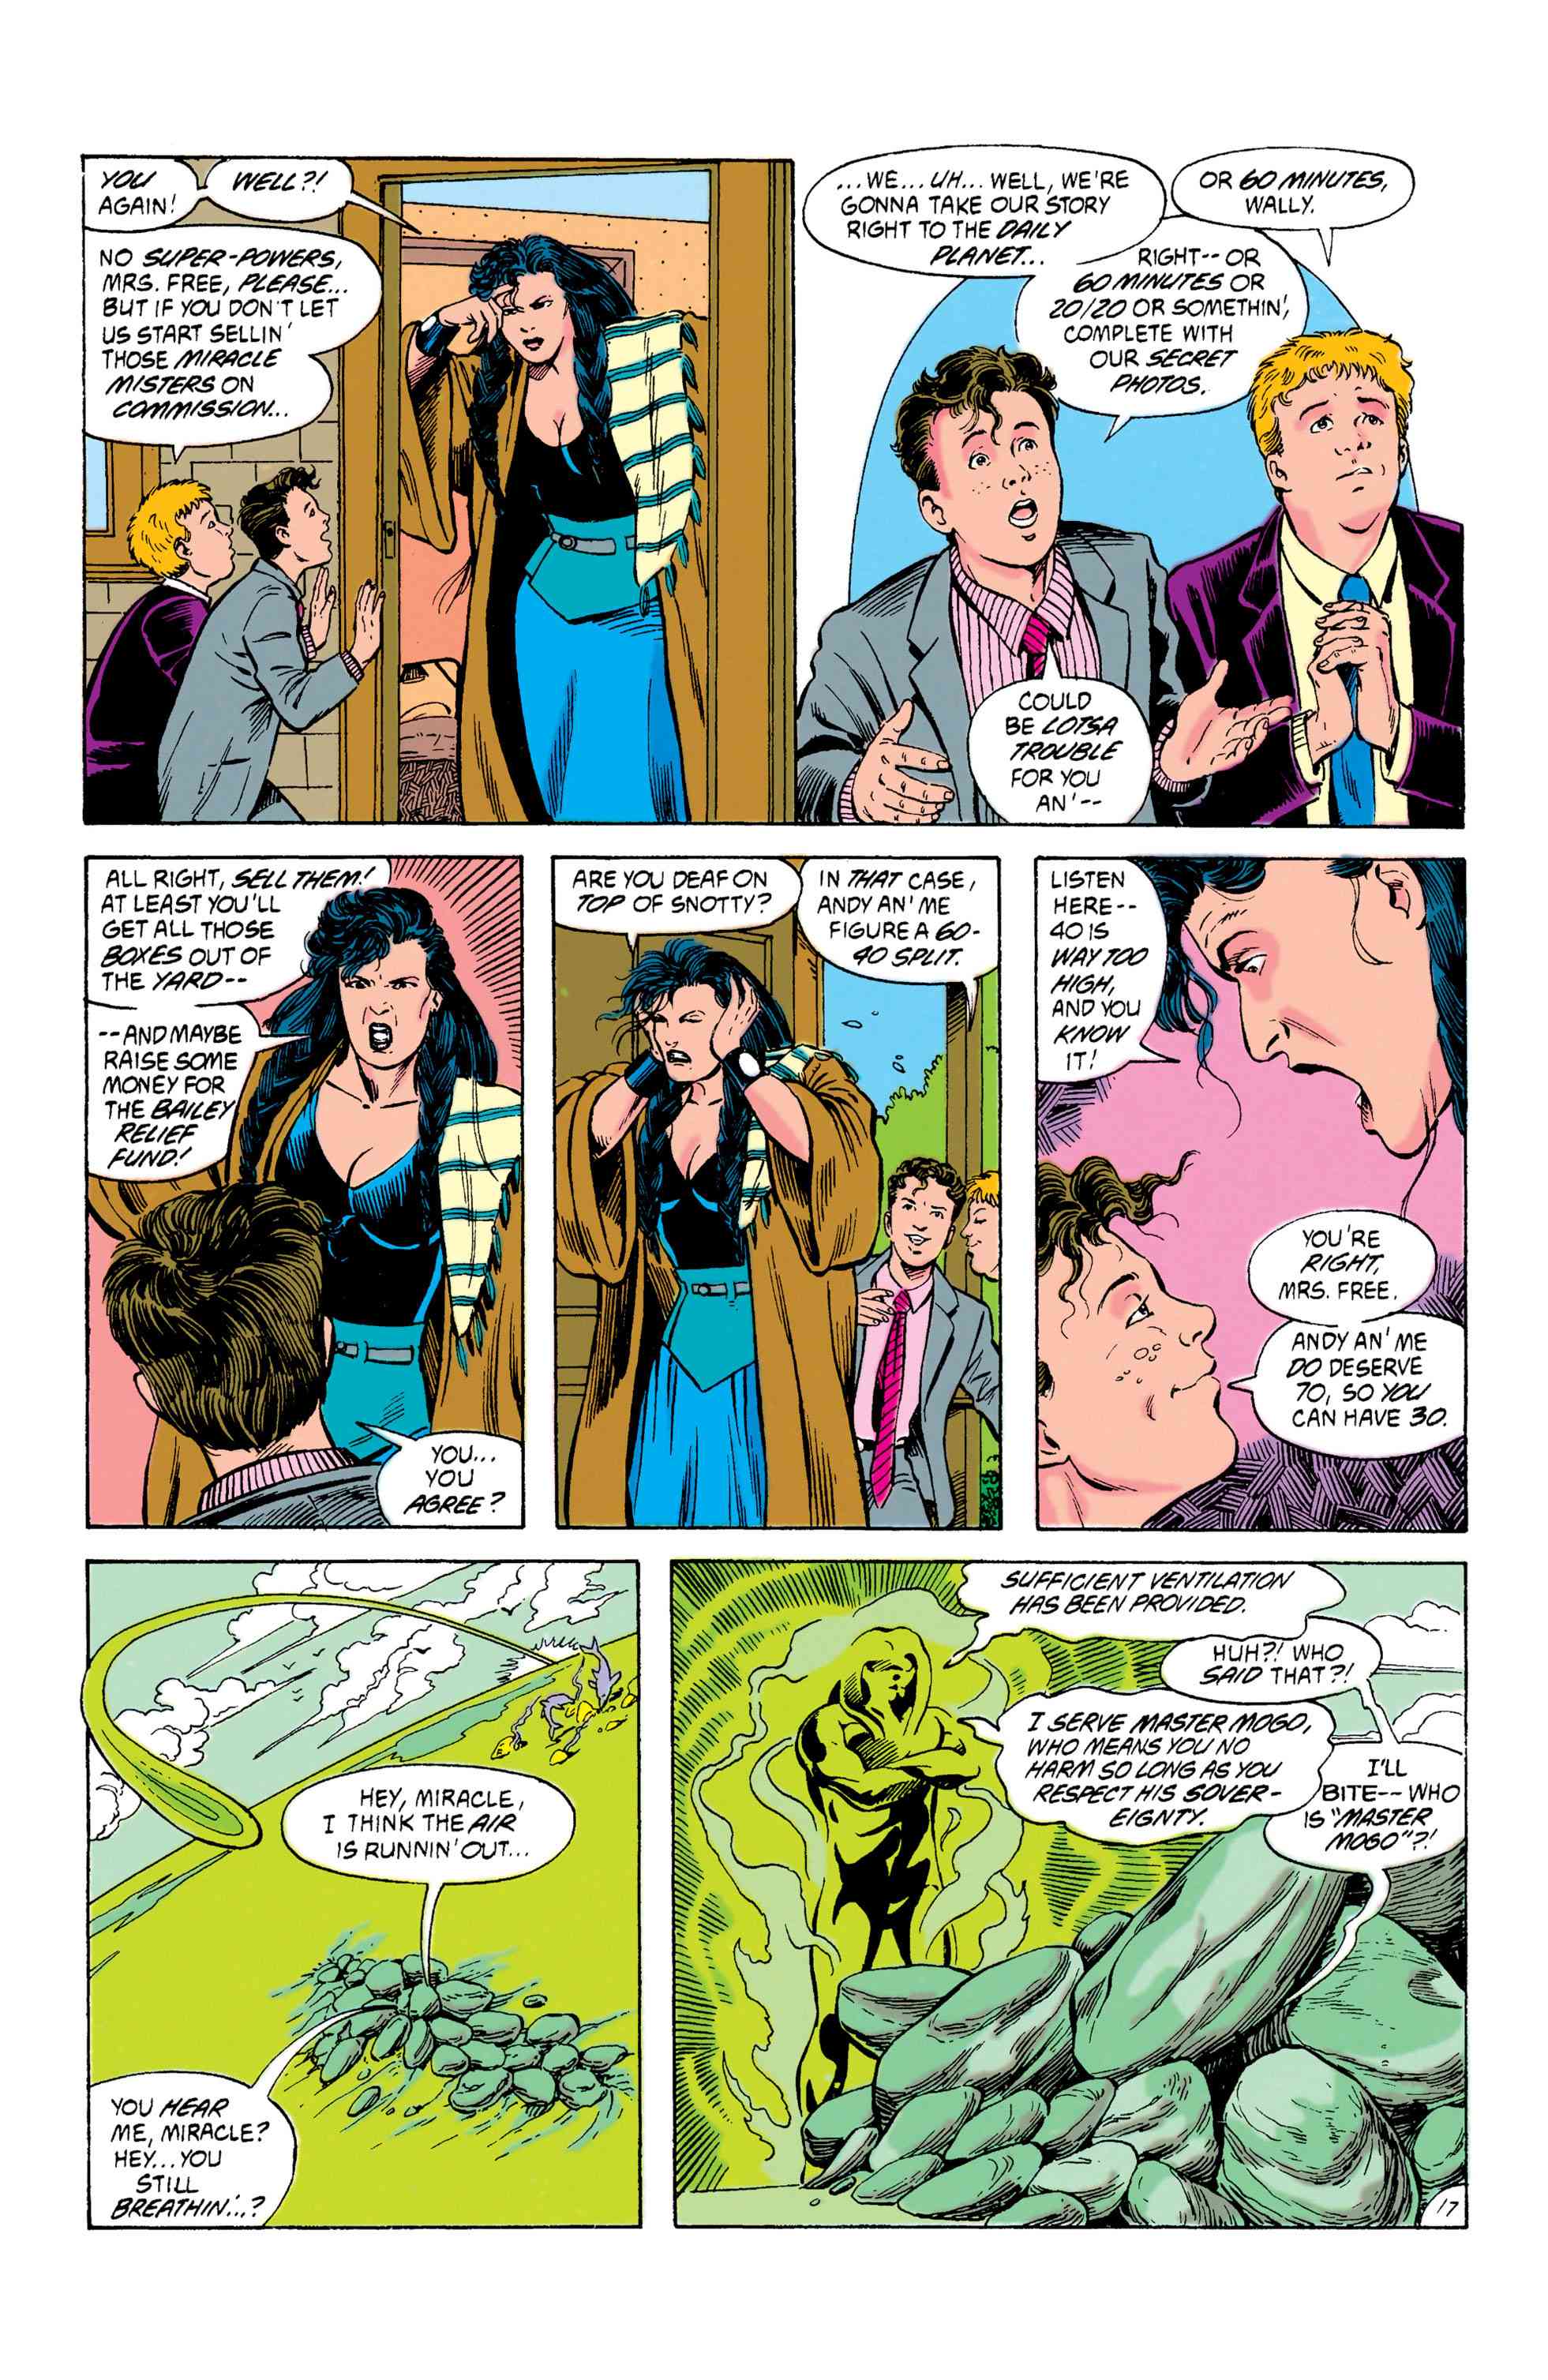 YOU
AGAIN!
WELL?!
NO SUPER-POWERS,
MRS. FREE, PLEASE...
BUT IF YOU DON'T LET
US START SELLIN'
THOSE MIRACLE
MISTERS ON
COMMISSION...
...WE... UH... WELL, WE'RE
GONNA TAKE OUR STORY
RIGHT TO THE DAILY
PLANET...
OR 60 MINUTES,
WALLY.
RIGHT-- OR
60 MINUTES OR
20/20 OR SOMETHIN',
COMPLETE WITH
OUR SECRET
PHOTOS.
COULD
BE LOTSA
TROUBLE
FOR YOU
AN'--
ALL RIGHT, SELL THEM!
AT LEAST YOU'LL
GET ALL THOSE
BOXES OUT OF
THE YARD--
--AND MAYBE
RAISE SOME
MONEY FOR
THE BAILEY
RELIEF
FUND!
YOU...
YOU
AGREE?
ARE YOU DEAF ON
TOP OF SNOTTY?
IN THAT CASE,
ANDY AN' ME
FIGURE A 60-
40 SPLIT.
LISTEN
HERE--
40 IS
WAY TOO
HIGH,
AND YOU
KNOW
IT!
YOU'RE
RIGHT,
MRS. FREE.
ANDY AN' ME
DO DESERVE
70, SO YOU
CAN HAVE 30.
HEY, MIRACLE,
I THINK THE AIR
IS RUNNIN' OUT...
YOU HEAR
ME, MIRACLE?
HEY... YOU
STILL
BREATHIN'...?
SUFFICIENT VENTILATION
HAS BEEN PROVIDED.
HUH?! WHO
SAID THAT?!
I SERVE MASTER MOGO,
WHO MEANS YOU NO
HARM SO LONG AS YOU
RESPECT HIS SOVER-
EIGNTY.
I'LL
BITE-- WHO
IS "MASTER
MOGO"?!
17